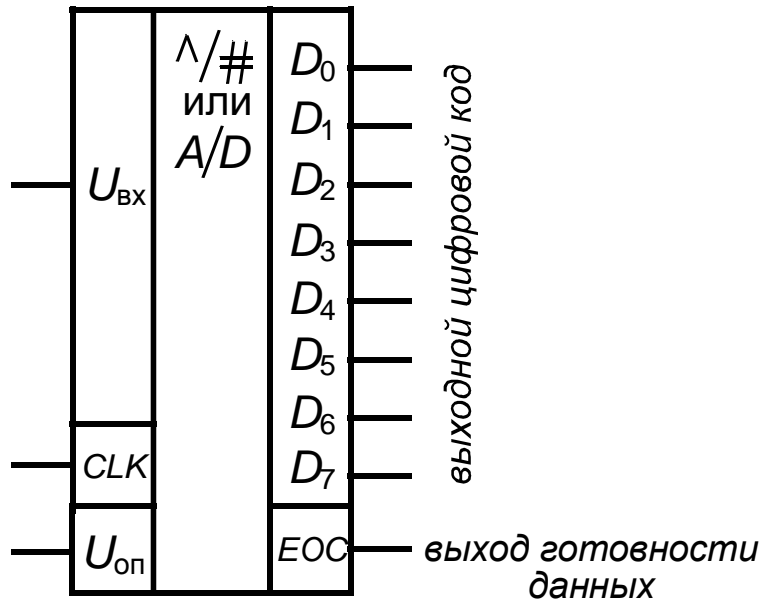 ^/#
или
A/D
Uвх
CLK
Uоп
D0
D1
D2
D3
D4
D5
D6
D7
EOC
выходной цифровой код
выход готовности
данных